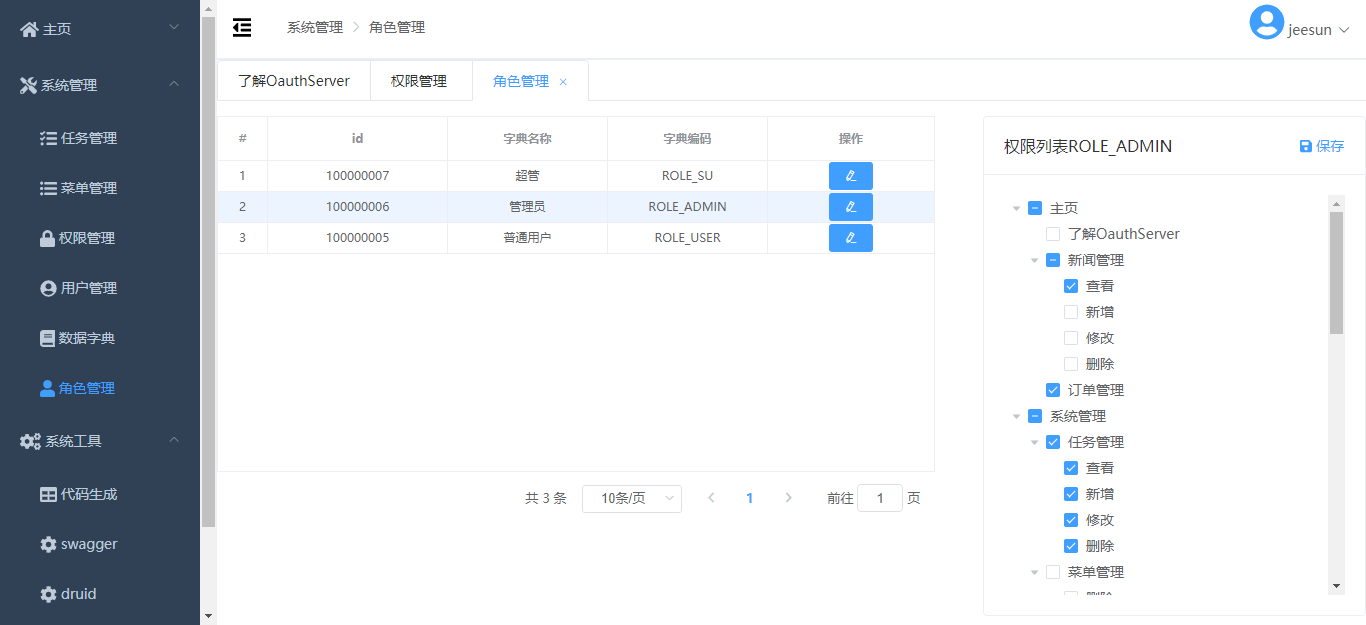 主页
系统管理
任务管理
菜单管理
权限管理
用户管理
数据字典
角色管理
系统工具
代码生成
swagger
druid
系统管理 > 角色管理
jeesun
了解OauthServer 权限管理 角色管理 ×
# id 字典名称 字典编码 操作
1 100000007 超管 ROLE_SU
2 100000006 管理员 ROLE_ADMIN
3 100000005 普通用户 ROLE_USER
共 3 条 10条/页 < 1 > 前往 1 页
权限列表ROLE_ADMIN 保存
主页
了解OauthServer
新闻管理
查看
新增
修改
删除
订单管理
系统管理
任务管理
查看
新增
修改
删除
菜单管理